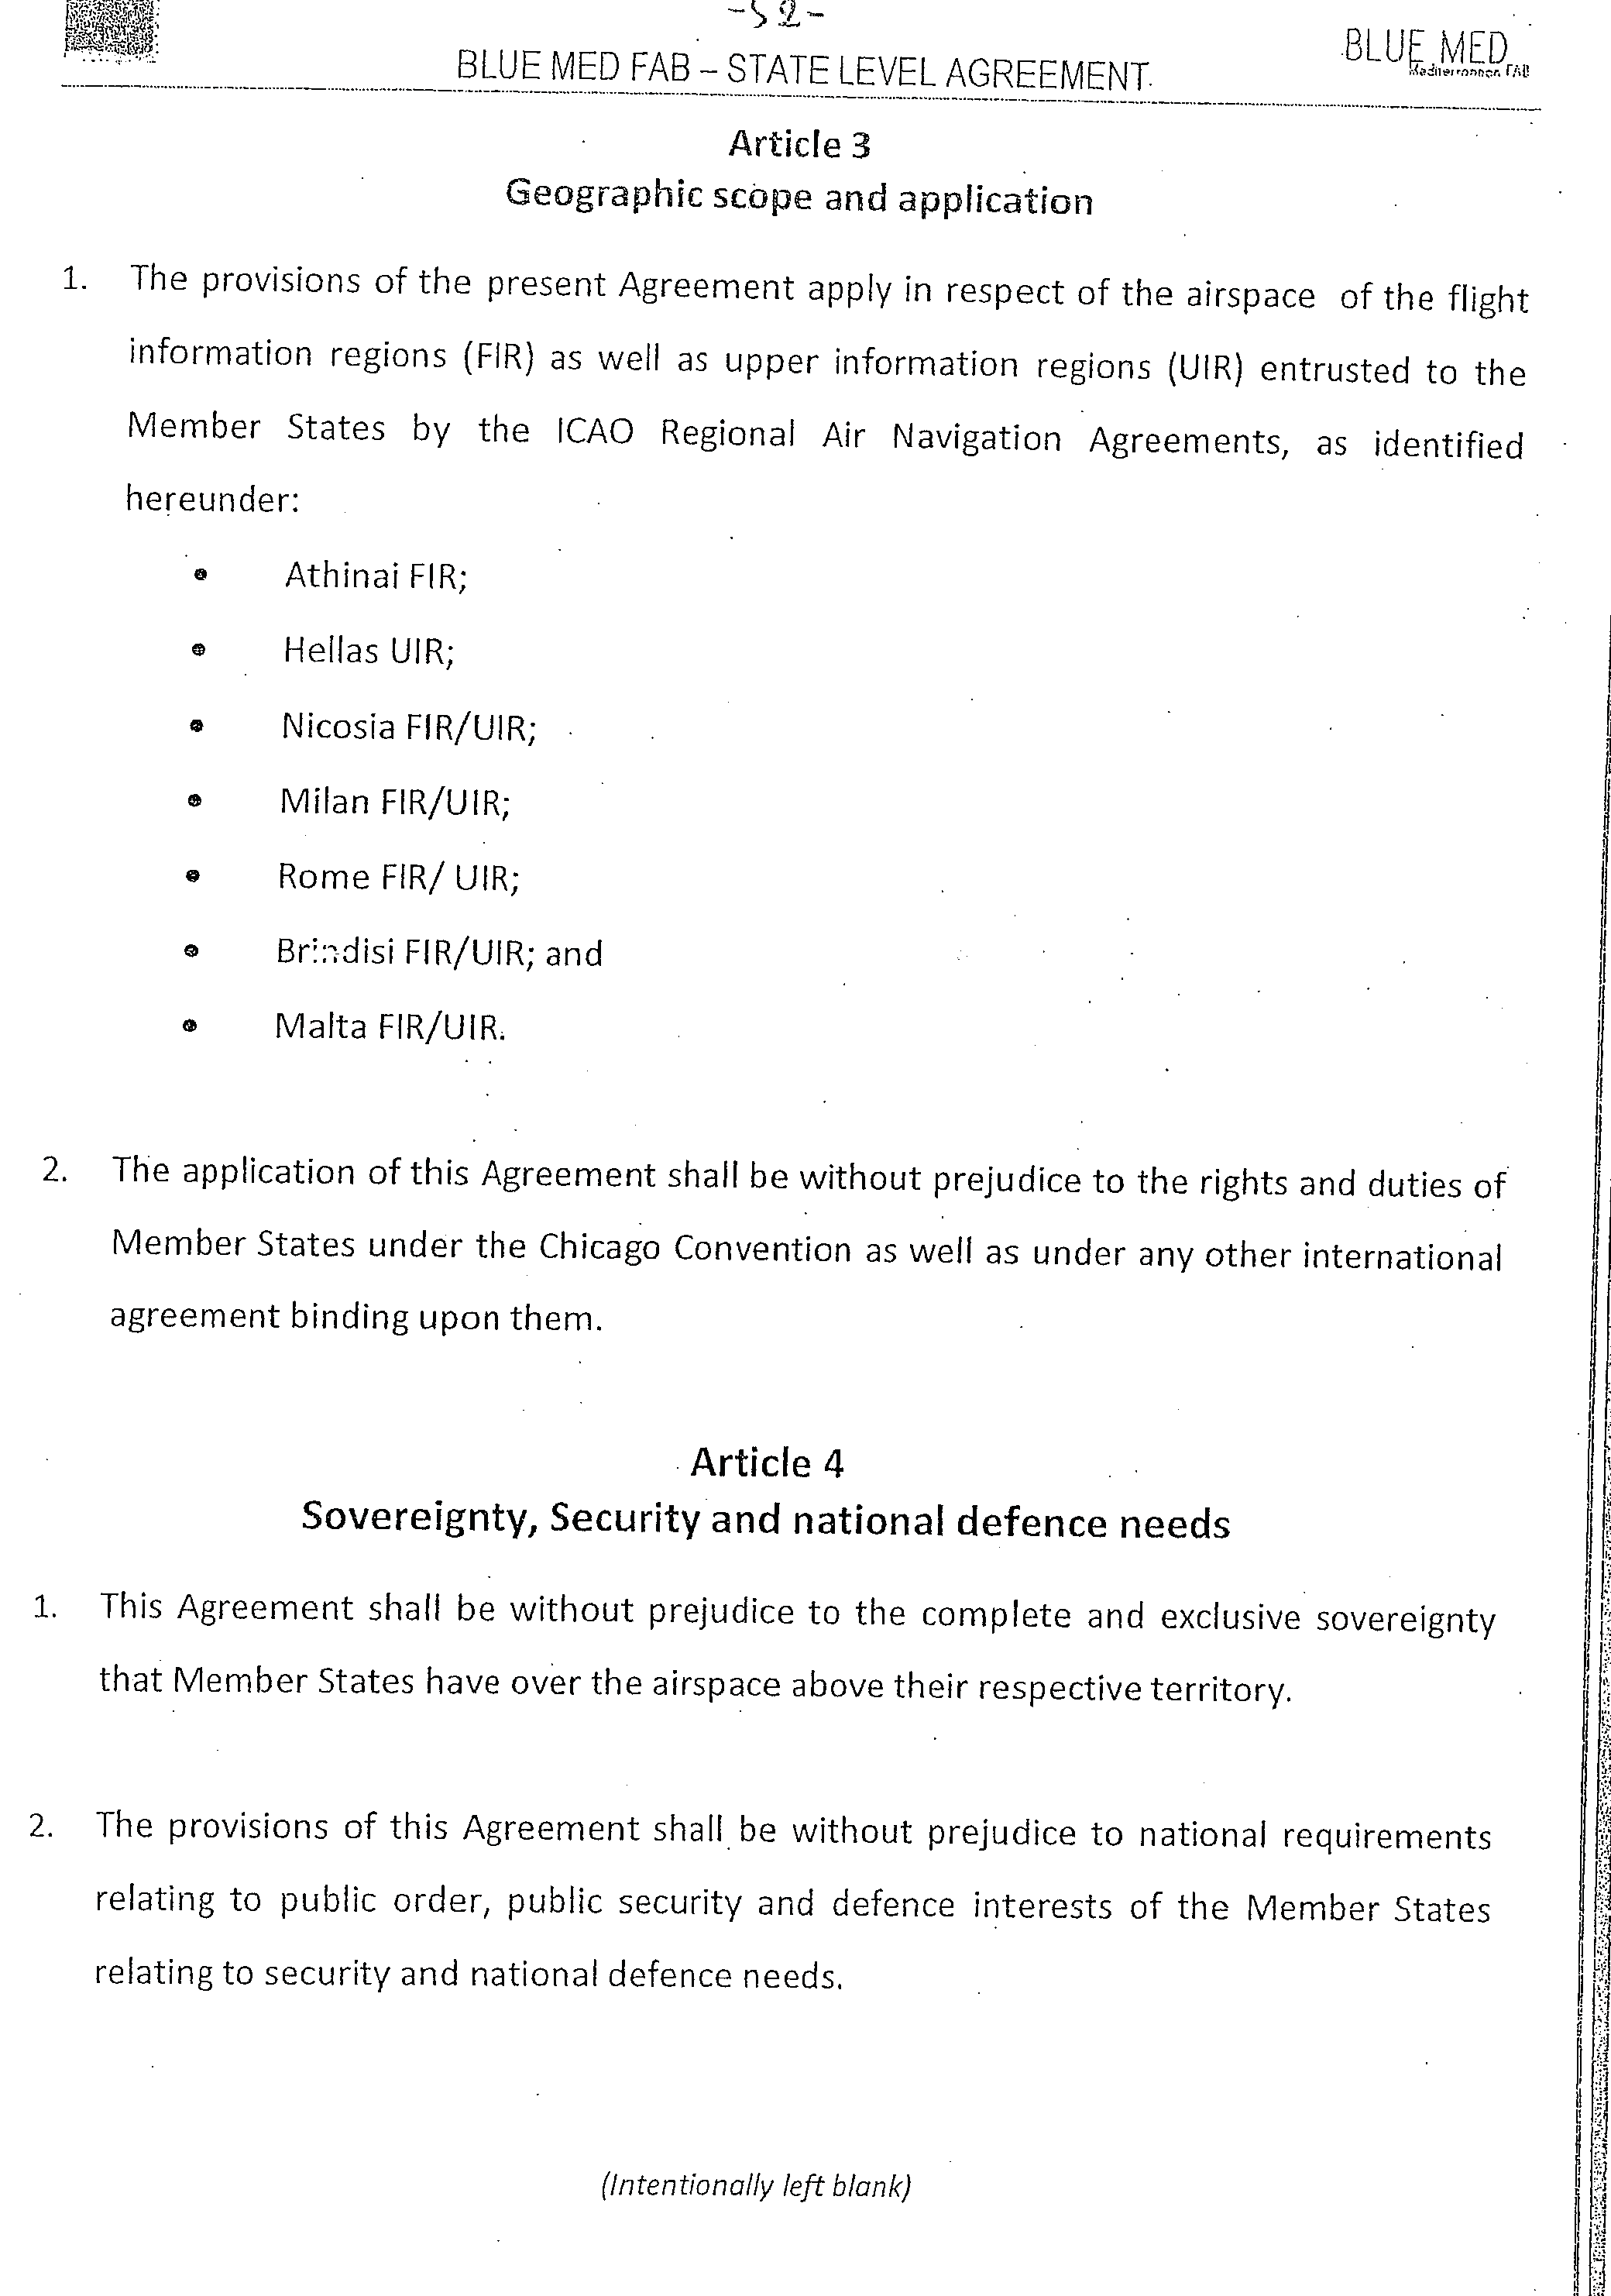 -52-
BLUE MED FAB – STATE LEVEL AGREEMENT
BLUE MED
Mediterranean FAB
Article 3
Geographic scope and application
1. The provisions of the present Agreement apply in respect of the airspace of the flight
information regions (FIR) as well as upper information regions (UIR) entrusted to the
Member States by the ICAO Regional Air Navigation Agreements, as identified
hereunder:
• Athinai FIR;
• Hellas UIR;
• Nicosia FIR/UIR;
• Milan FIR/UIR;
• Rome FIR/ UIR;
• Brindisi FIR/UIR; and
• Malta FIR/UIR.
2. The application of this Agreement shall be without prejudice to the rights and duties of
Member States under the Chicago Convention as well as under any other international
agreement binding upon them.
Article 4
Sovereignty, Security and national defence needs
1. This Agreement shall be without prejudice to the complete and exclusive sovereignty
that Member States have over the airspace above their respective territory.
2. The provisions of this Agreement shall be without prejudice to national requirements
relating to public order, public security and defence interests of the Member States
relating to security and national defence needs.
(Intentionally left blank)